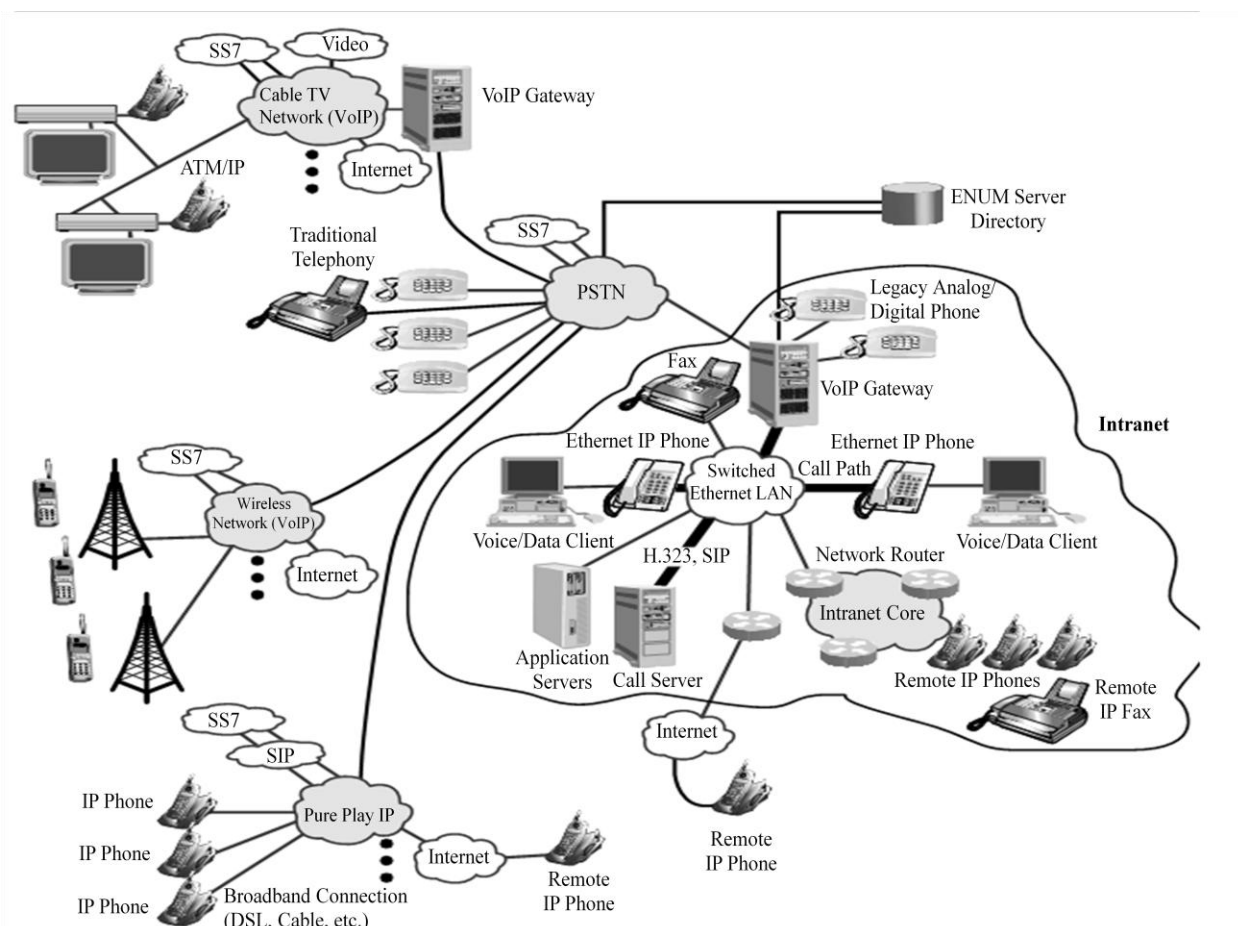 SS7
Video
Cable TV
Network (VoIP)
VoIP Gateway
Internet
ATM/IP
ENUM Server
Directory
SS7
Traditional
Telephony
PSTN
Legacy Analog/
Digital Phone
Fax
VoIP Gateway
Intranet
Ethernet IP Phone
Ethernet IP Phone
SS7
Switched
Ethernet LAN
Call Path
Wireless
Network (VoIP)
Voice/Data Client
Voice/Data Client
H.323, SIP
Network Router
Internet
Intranet Core
Application
Servers
Call Server
Remote IP Phones
Remote
IP Fax
SS7
Internet
SIP
IP Phone
Pure Play IP
Remote
IP Phone
IP Phone
Internet
Remote
IP Phone
IP Phone
Broadband Connection
(DSL, Cable, etc.)